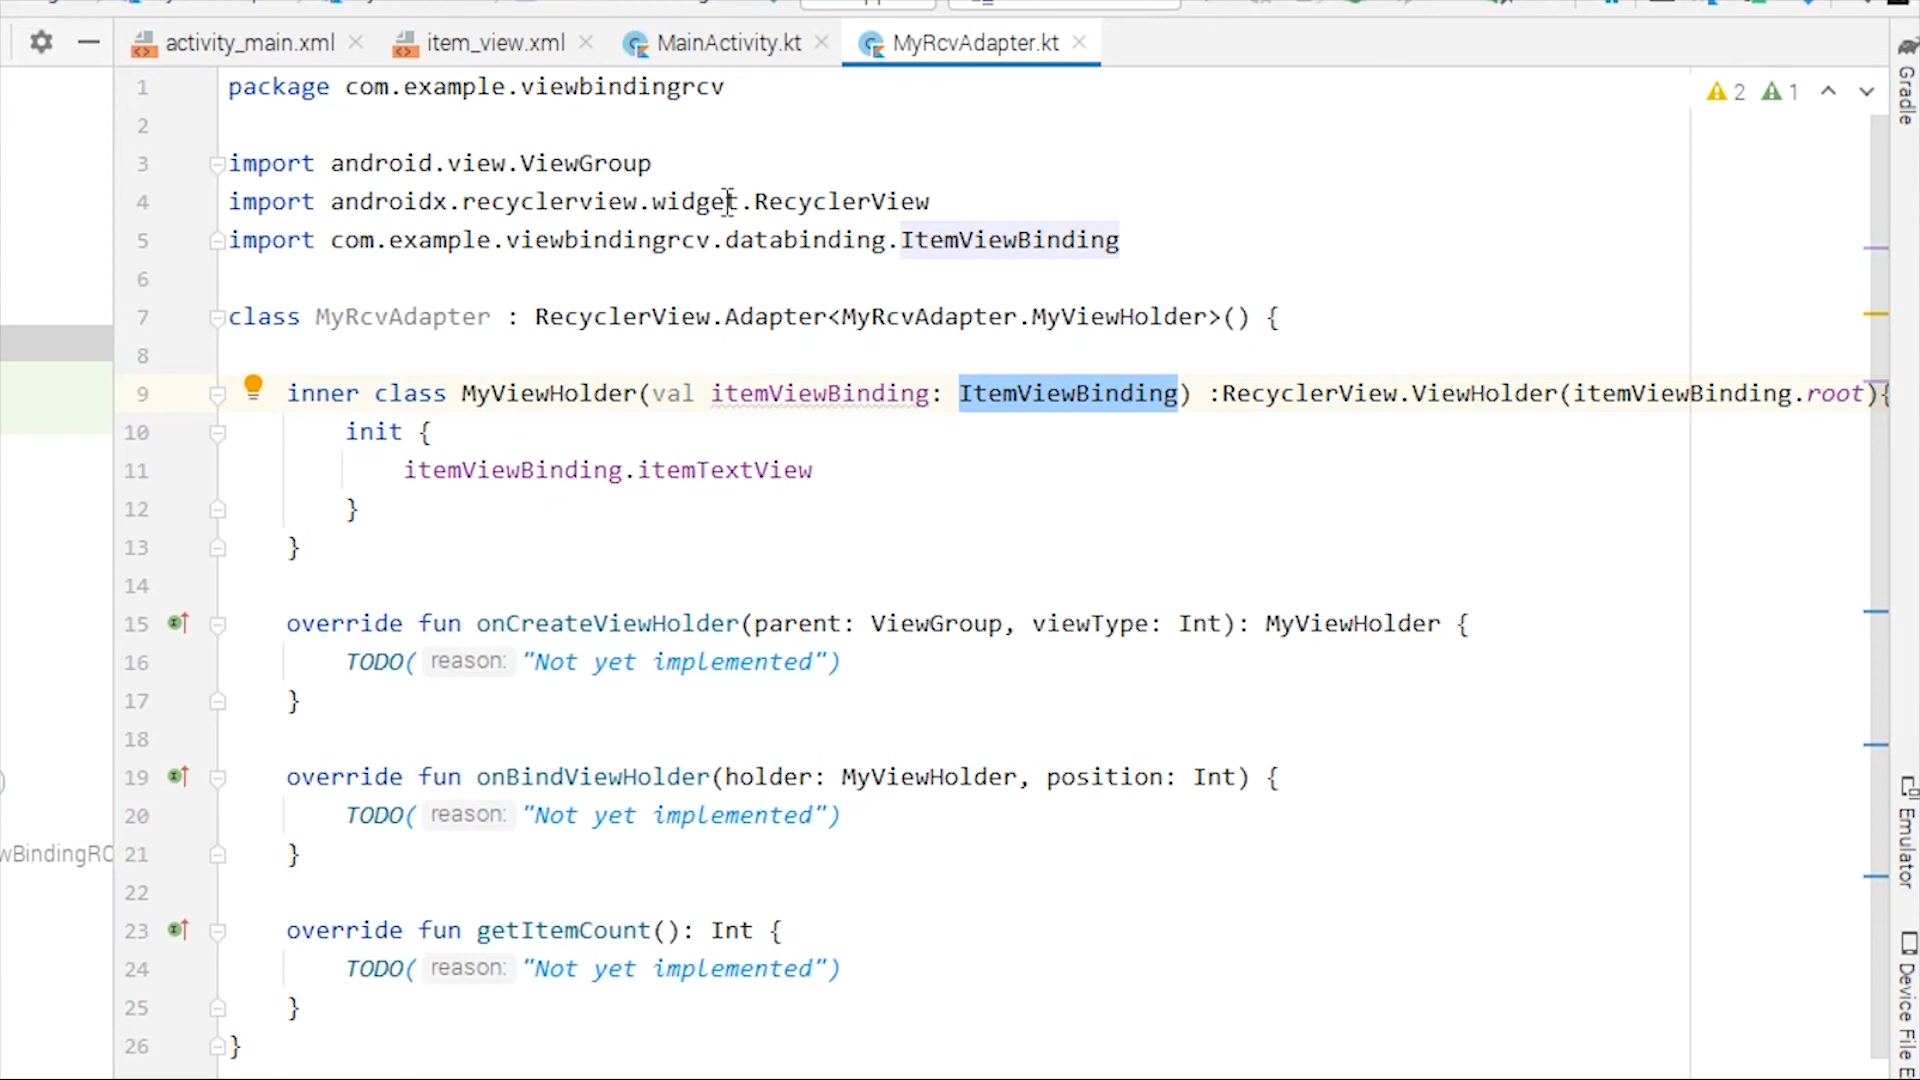 activity_main.xml item_view.xml MainActivity.kt MyRcvAdapter.kt
1 package com.example.viewbindingrcv
2 1
2
3 import android.view.ViewGroup
4 import androidx.recyclerview.widget.RecyclerView
5 import com.example.viewbindingrcv.databinding.ItemViewBinding
6
7 class MyRcvAdapter : RecyclerView.Adapter<MyRcvAdapter.MyViewHolder>() {
8
9 inner class MyViewHolder(val itemViewBinding: ItemViewBinding) :RecyclerView.ViewHolder(itemViewBinding.root){
10 init {
11 itemViewBinding.itemTextView
12 }
13 }
14
15 override fun onCreateViewHolder(parent: ViewGroup, viewType: Int): MyViewHolder {
16 TODO( reason: "Not yet implemented")
17 }
18
19 override fun onBindViewHolder(holder: MyViewHolder, position: Int) {
20 TODO( reason: "Not yet implemented")
)
wBindingRC
21 }
22
23 override fun getItemCount(): Int {
24 TODO( reason: "Not yet implemented")
25 }
26 }
Gradle
Emulator
Device File E